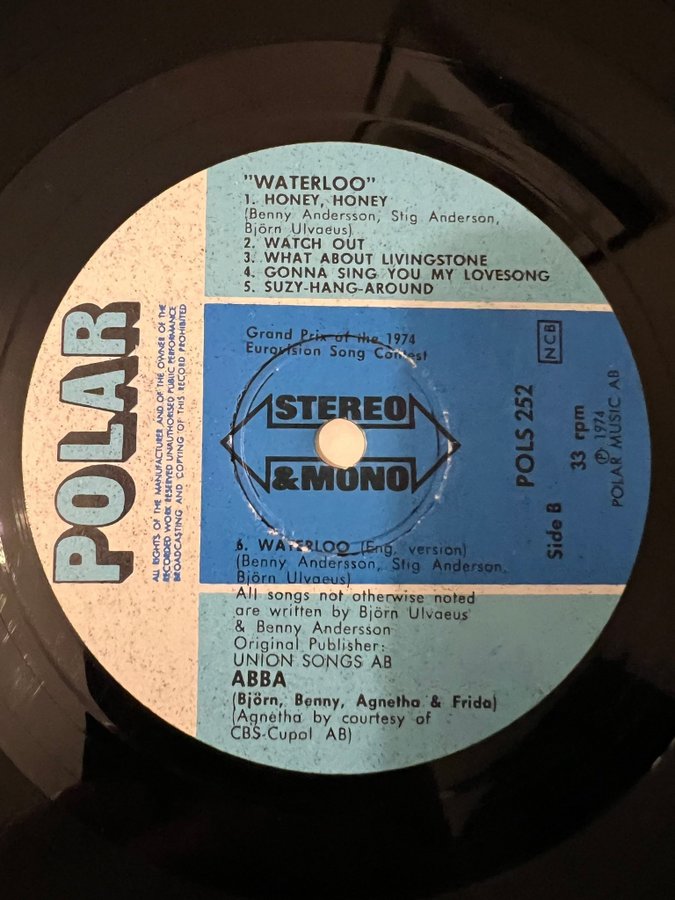 "WATERLOO"
1. HONEY, HONEY
(Benny Andersson, Stig Anderson,
Björn Ulvaeus)
2. WATCH OUT
3. WHAT ABOUT LIVINGSTONE
4. GONNA SING YOU MY LOVESONG
5. SUZY-HANG-AROUND
Grand Prix of the 1974
Eurovision Song Contest
NCB
STEREO
& MONO
POLS 252
Side B
33 rpm
Ⓟ 1974
POLAR MUSIC AB
6. WATERLOO (Eng. version)
(Benny Andersson, Stig Anderson,
Björn Ulvaeus)
All songs not otherwise noted
are written by Björn Ulvaeus
& Benny Andersson
Original Publisher:
UNION SONGS AB
ABBA
(Björn, Benny, Agnetha & Frida)
(Agnetha by courtesy of
CBS-Cupol AB)
POLAR
ALL RIGHTS OF THE MANUFACTURER AND OF THE OWNER OF THE
RECORDED WORK RESERVED UNAUTHORISED PUBLIC PERFORMANCE
BROADCASTING AND COPYING OF THIS RECORD PROHIBITED